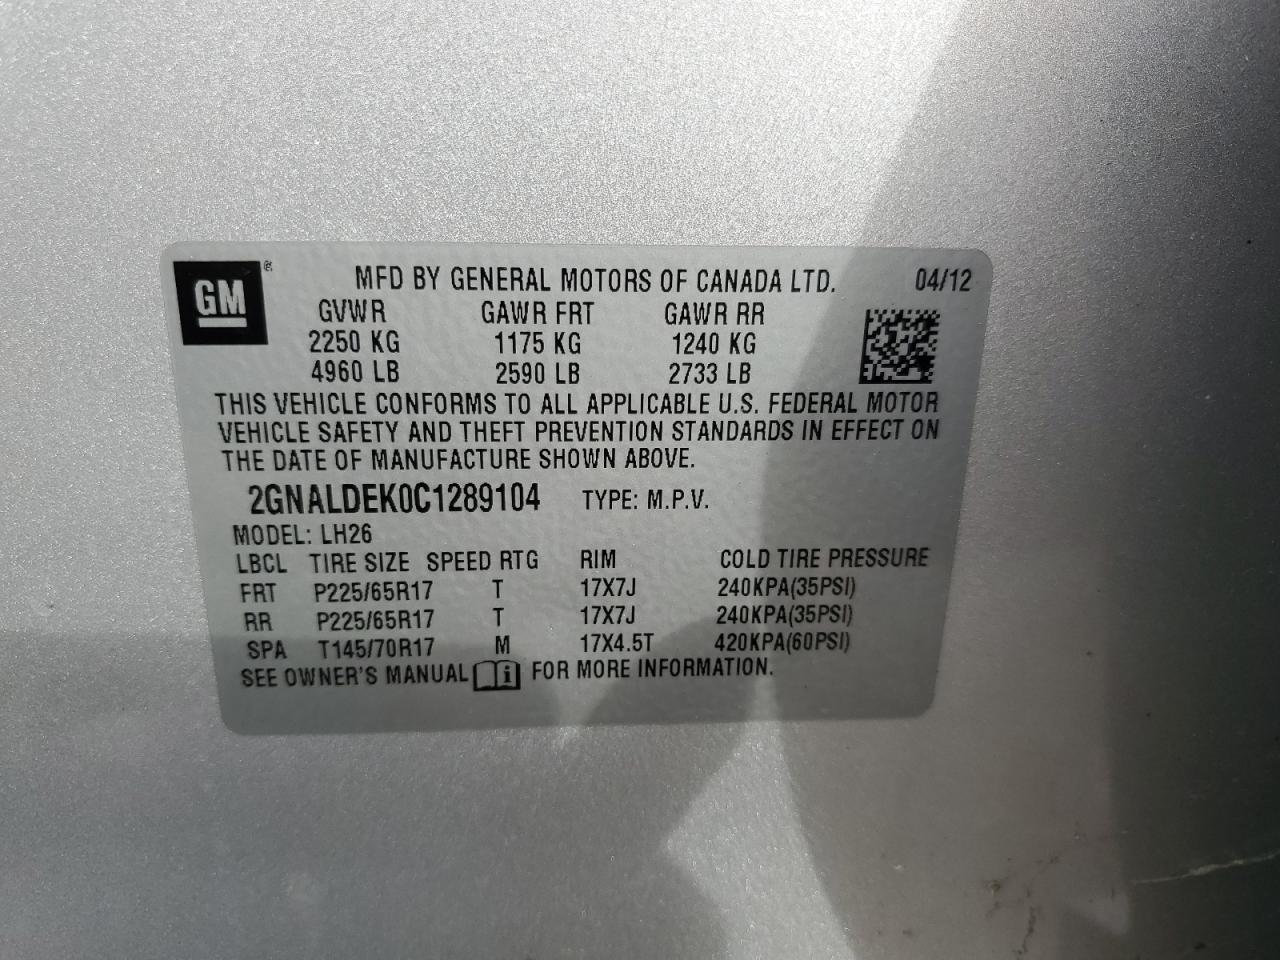 GM ® MFD BY GENERAL MOTORS OF CANADA LTD. 04/12
GVWR GAWR FRT GAWR RR
2250 KG 1175 KG 1240 KG
4960 LB 2590 LB 2733 LB
THIS VEHICLE CONFORMS TO ALL APPLICABLE U.S. FEDERAL MOTOR
VEHICLE SAFETY AND THEFT PREVENTION STANDARDS IN EFFECT ON
THE DATE OF MANUFACTURE SHOWN ABOVE.
2GNALDEK0C1289104 TYPE: M.P.V.
MODEL: LH26
LBCL TIRE SIZE SPEED RTG RIM COLD TIRE PRESSURE
FRT P225/65R17 T 17X7J 240KPA(35PSI)
RR P225/65R17 T 17X7J 240KPA(35PSI)
SPA T145/70R17 M 17X4.5T 420KPA(60PSI)
SEE OWNER'S MANUAL i FOR MORE INFORMATION.